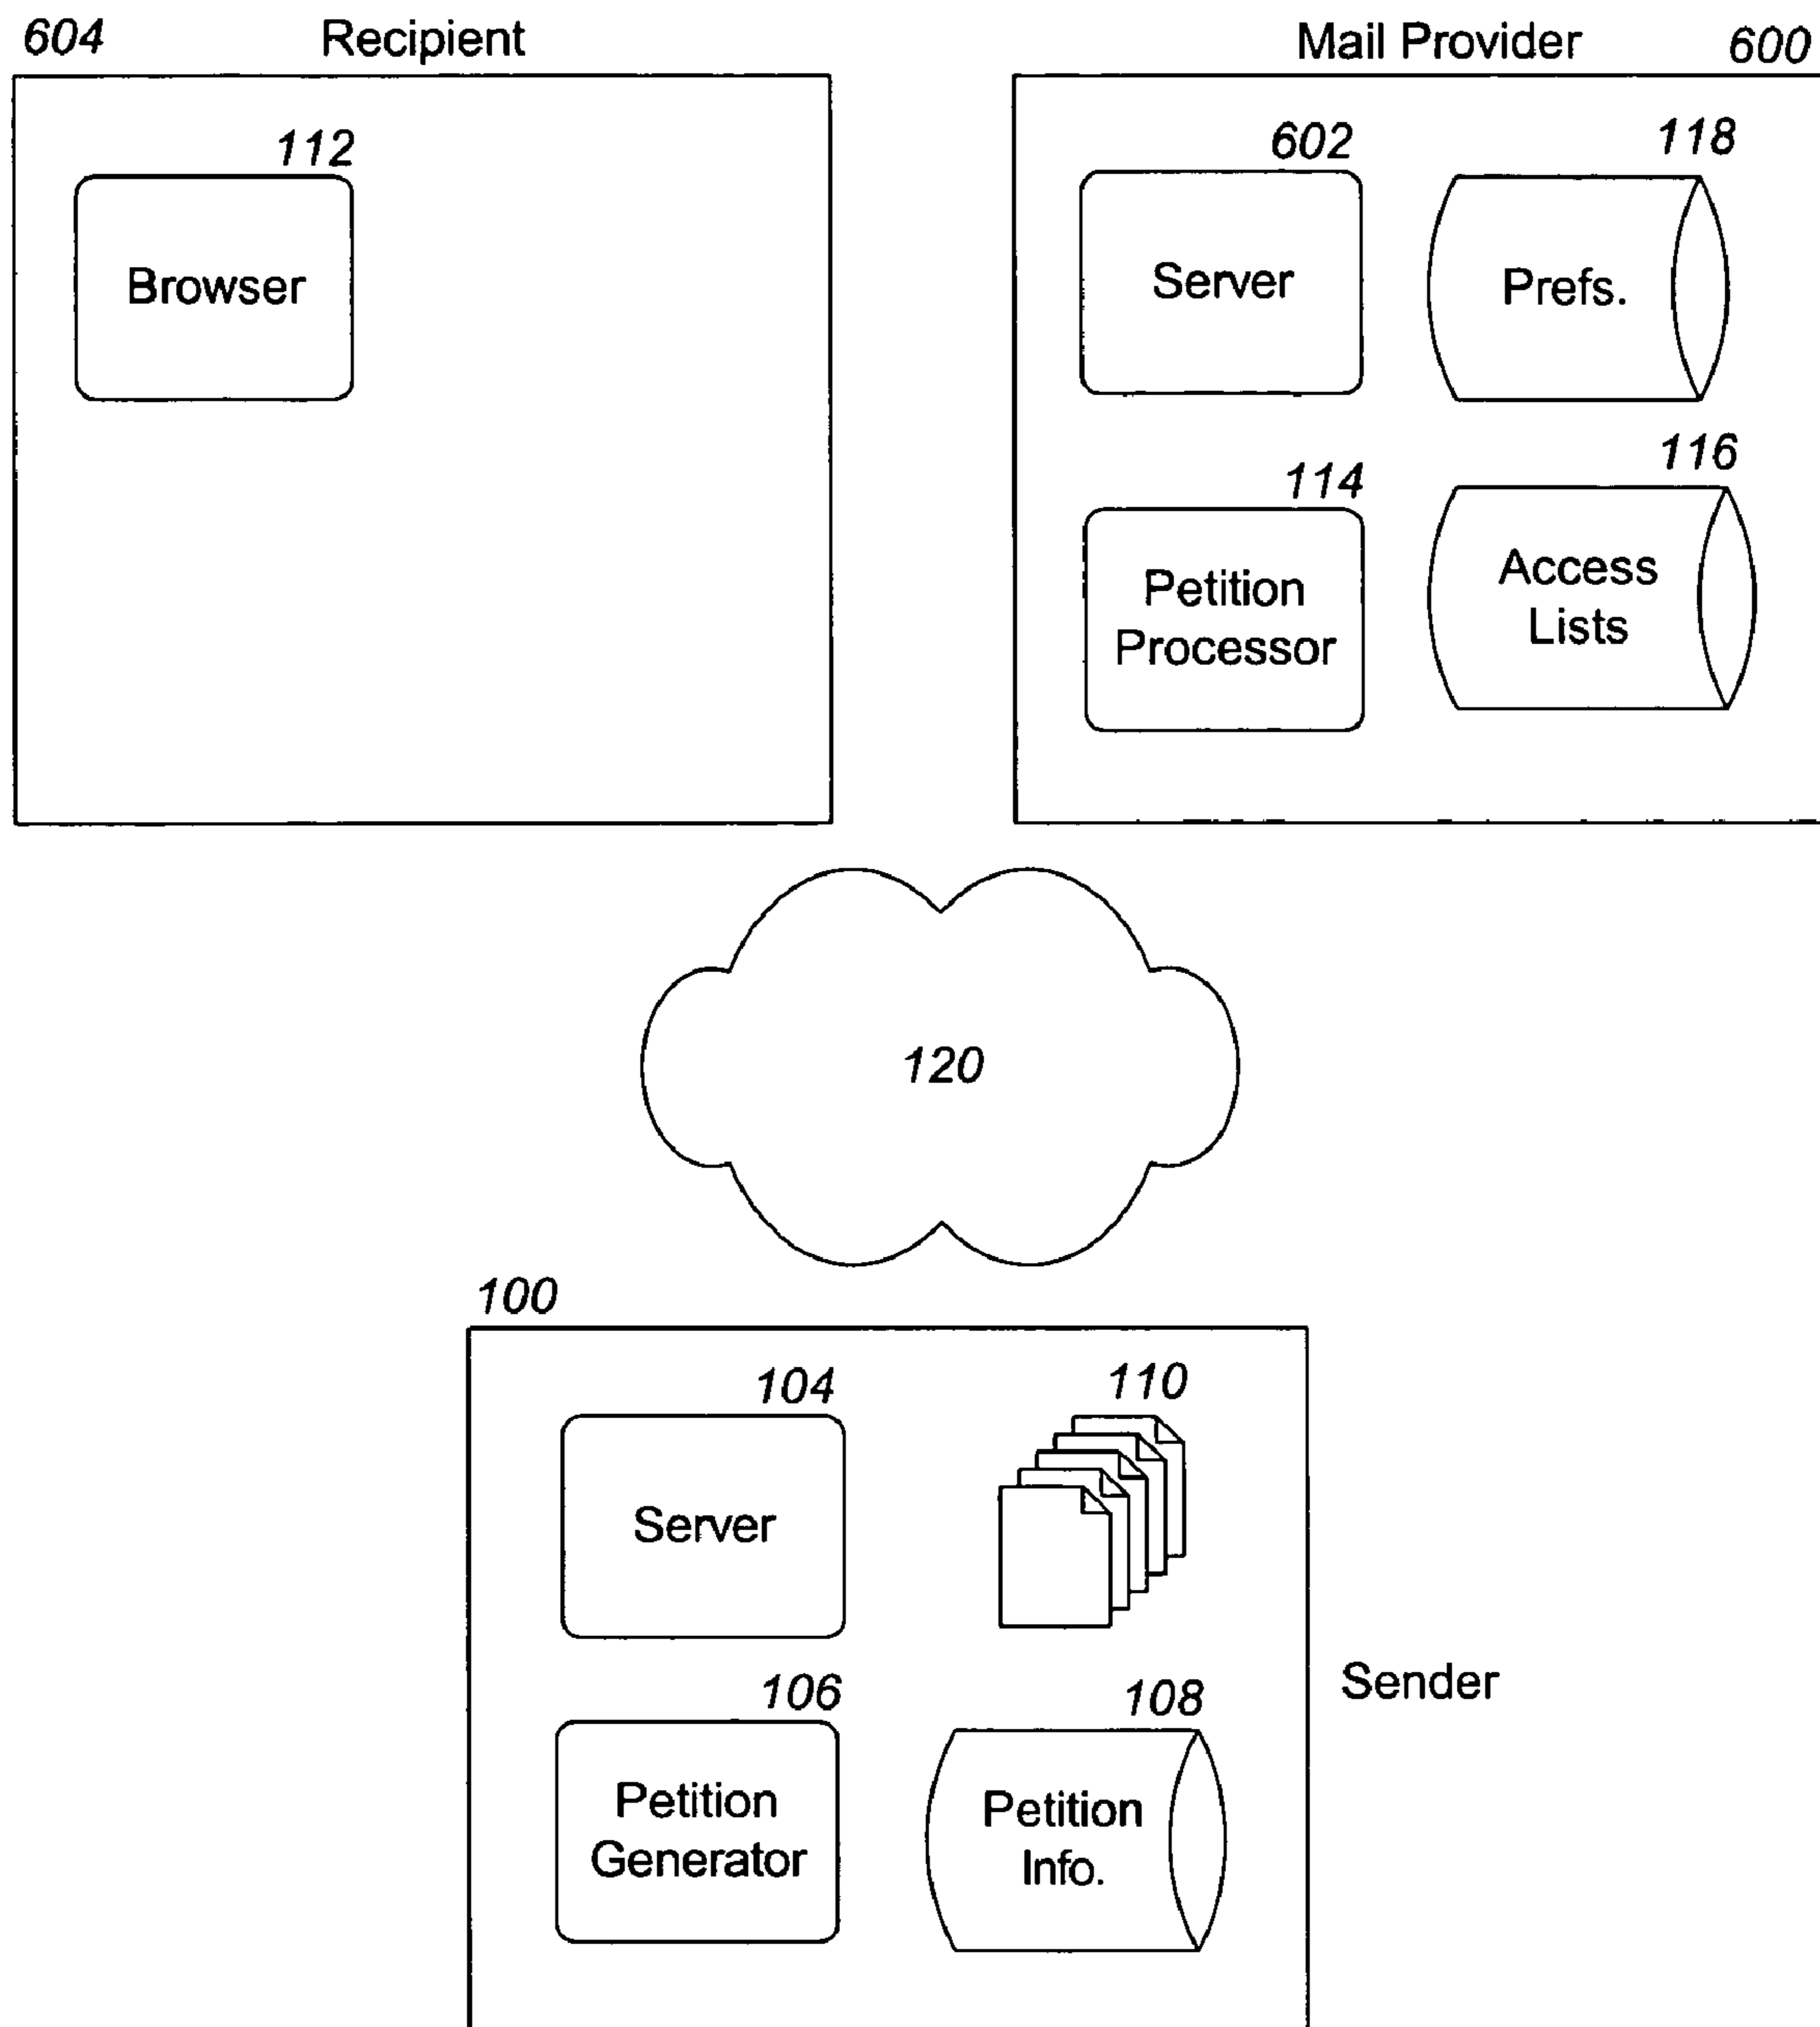 604 Recipient
Mail Provider 600
112
Browser
602
Server
118
Prefs.
114
Petition
Processor
116
Access
Lists
120
100
104
Server
110
106
Petition
Generator
108
Petition
Info.
Sender